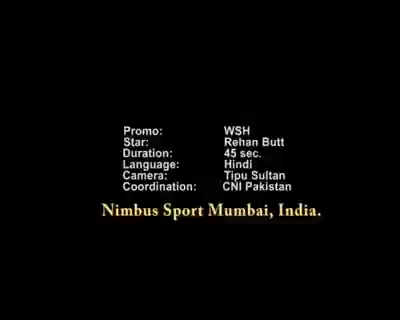 Promo: WSH
Star: Rehan Butt
Duration: 45 sec.
Language: Hindi
Camera: Tipu Sultan
Coordination: CNI Pakistan
Nimbus Sport Mumbai, India.